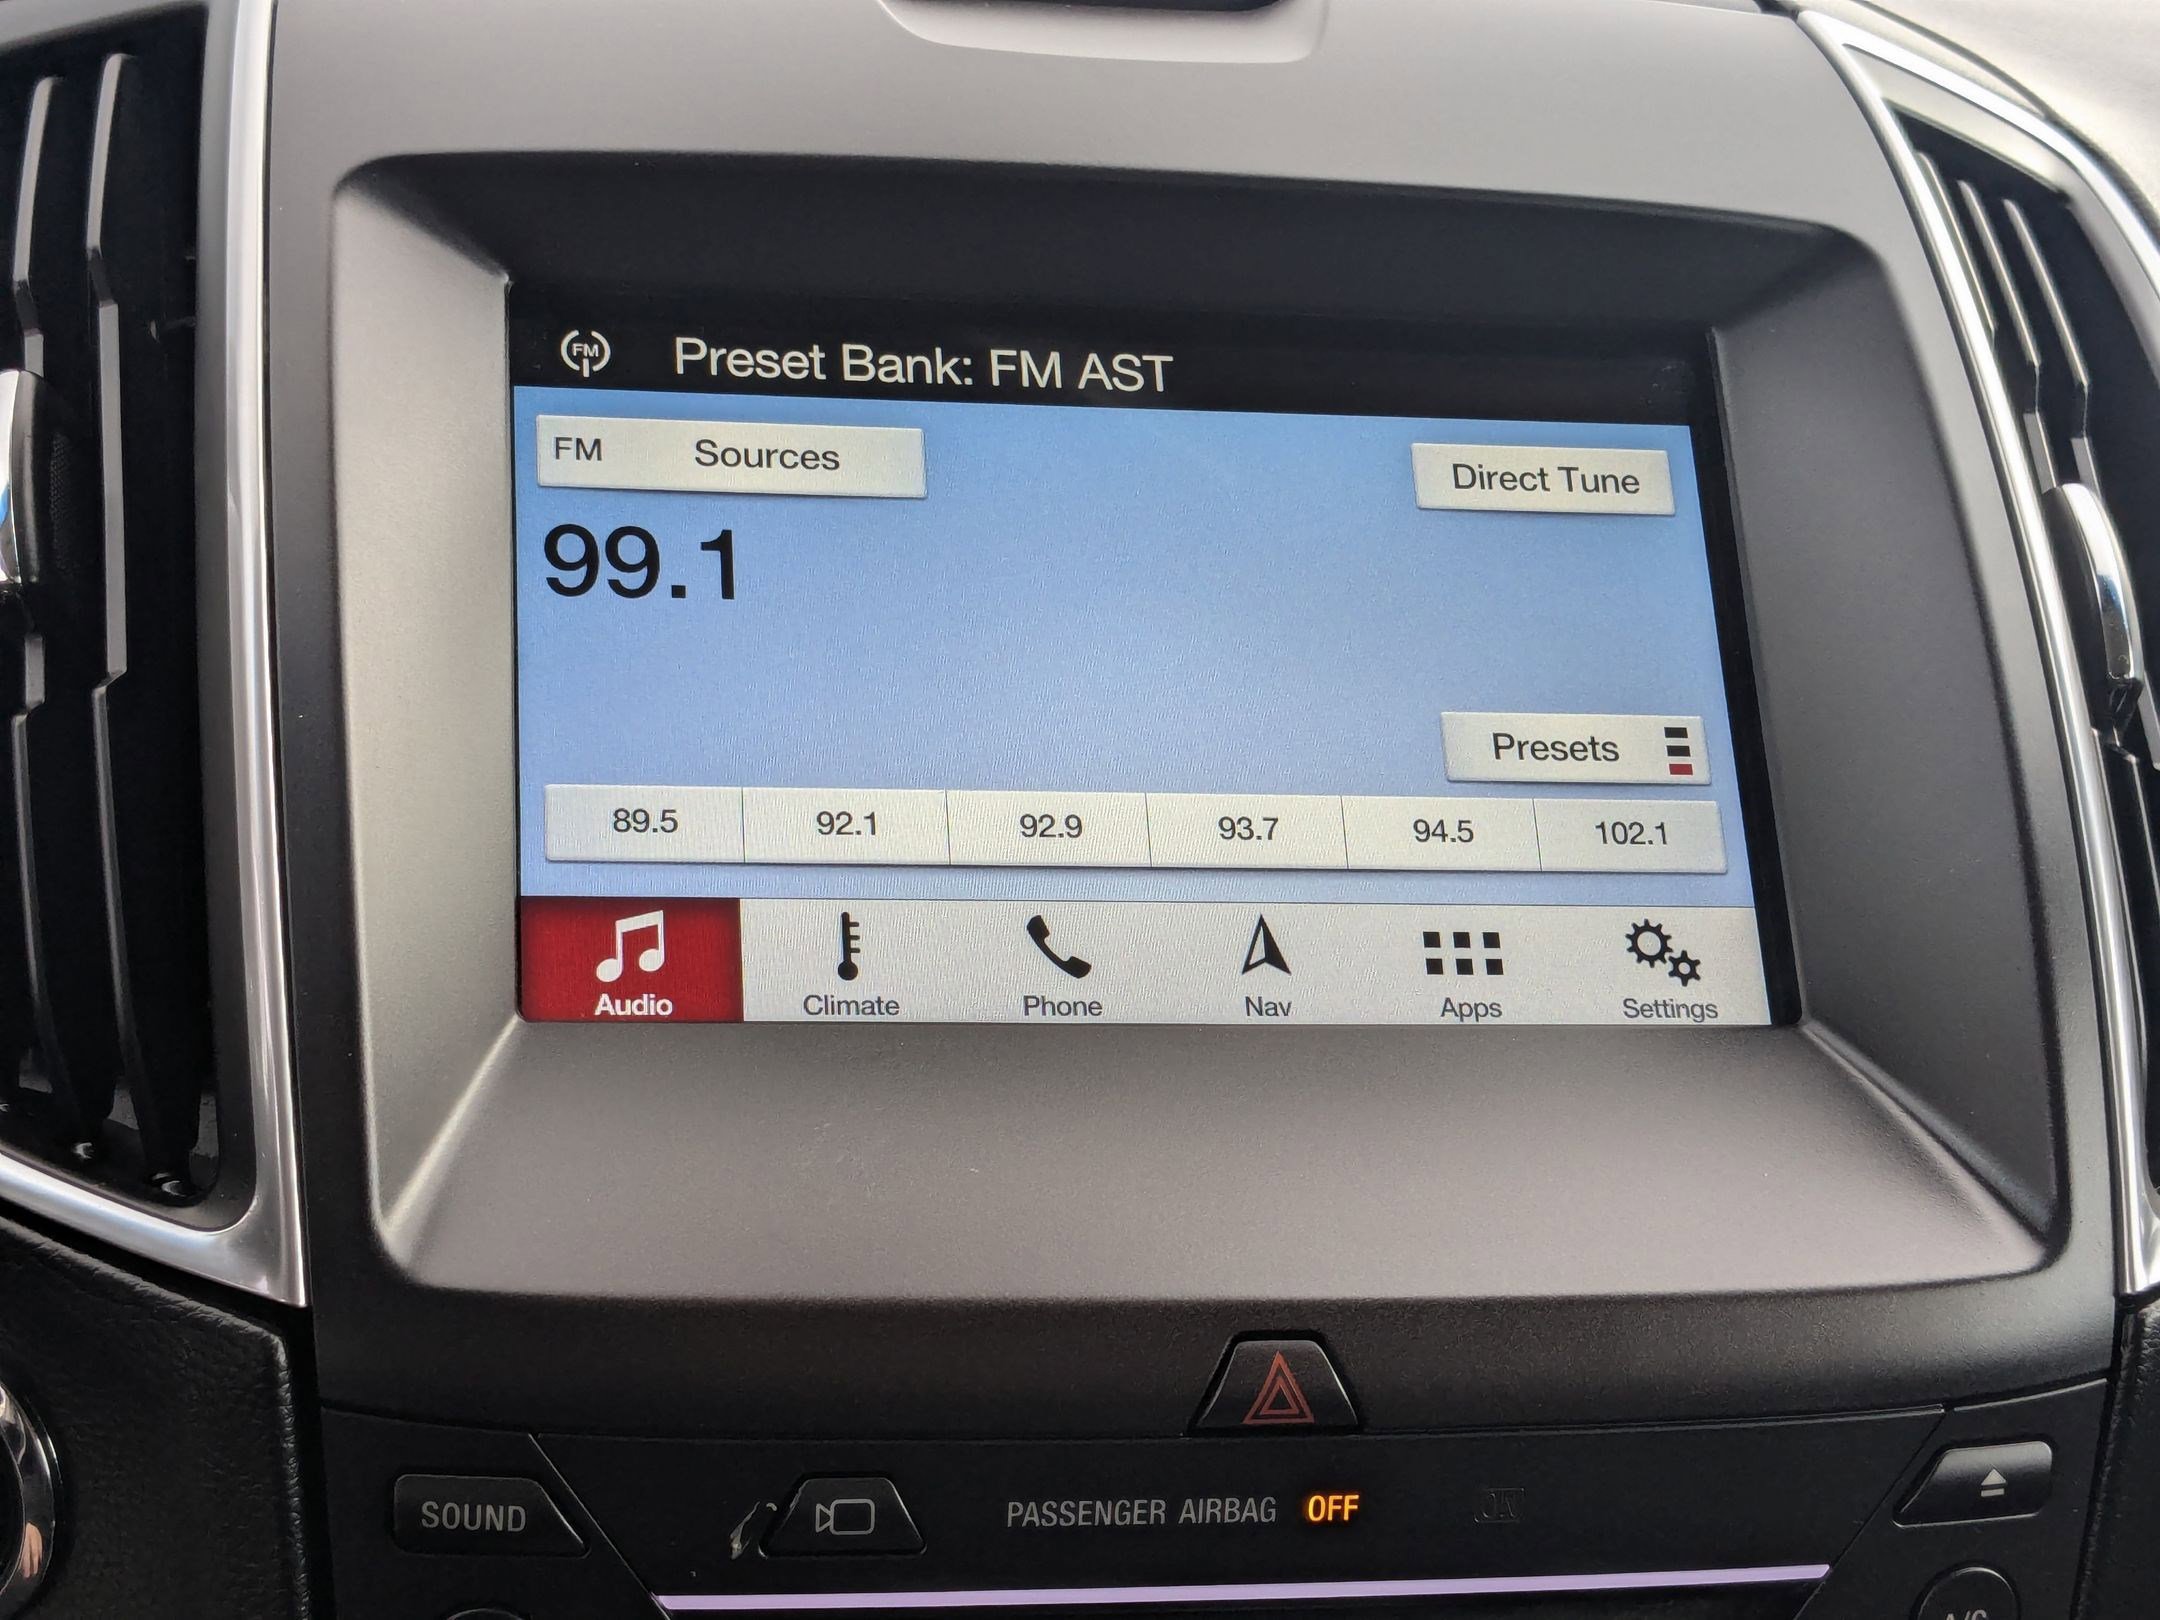 FM Preset Bank: FM AST
FM Sources Direct Tune
99.1
Presets
89.5 92.1 92.9 93.7 94.5 102.1
Audio Climate Phone Nav Apps Settings
SOUND PASSENGER AIRBAG OFF
A/C